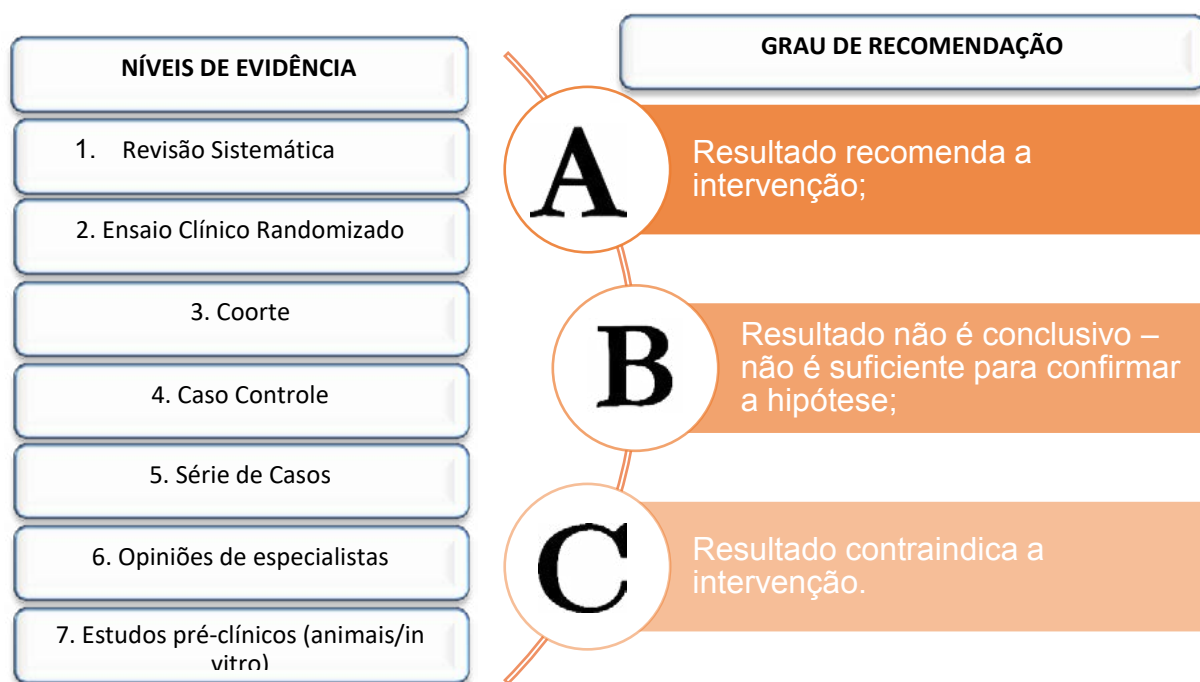 NÍVEIS DE EVIDÊNCIA
1. Revisão Sistemática
2. Ensaio Clínico Randomizado
3. Coorte
4. Caso Controle
5. Série de Casos
6. Opiniões de especialistas
7. Estudos pré-clínicos (animais/in
vitro)
GRAU DE RECOMENDAÇÃO
A
Resultado recomenda a
intervenção;
B
Resultado não é conclusivo –
não é suficiente para confirmar
a hipótese;
C
Resultado contraindica a
intervenção.